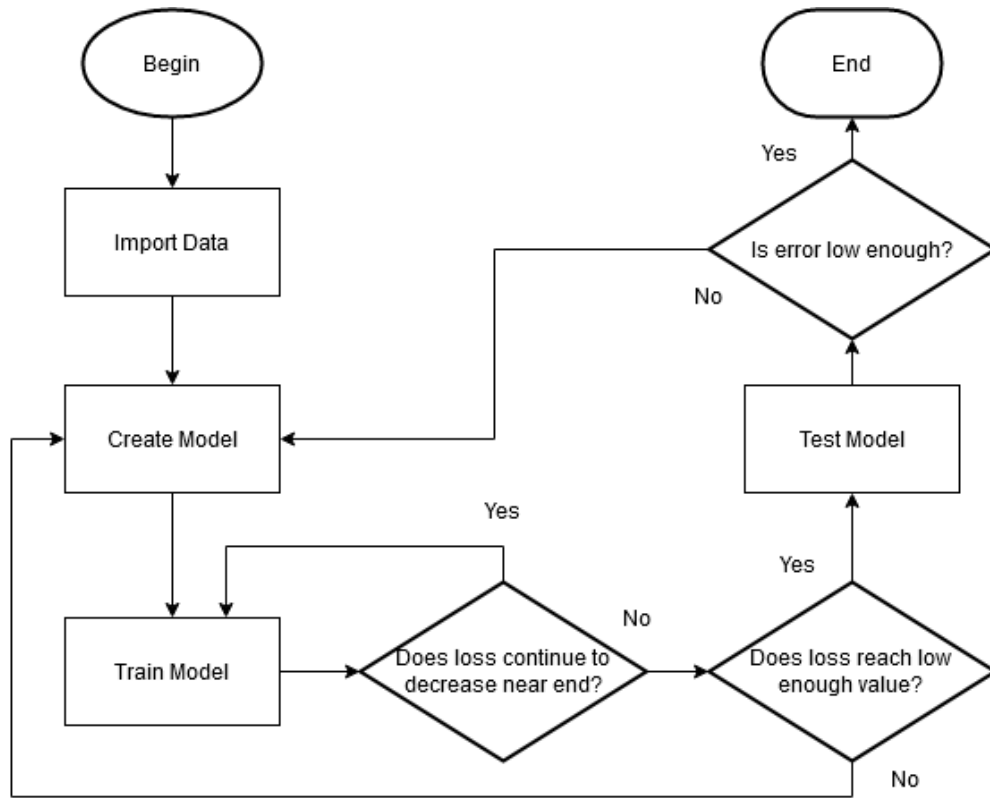 Begin
End
Yes
Import Data
Is error low enough?
No
Create Model
Test Model
Yes
Yes
No
Train Model
Does loss continue to
decrease near end?
Does loss reach low
enough value?
No